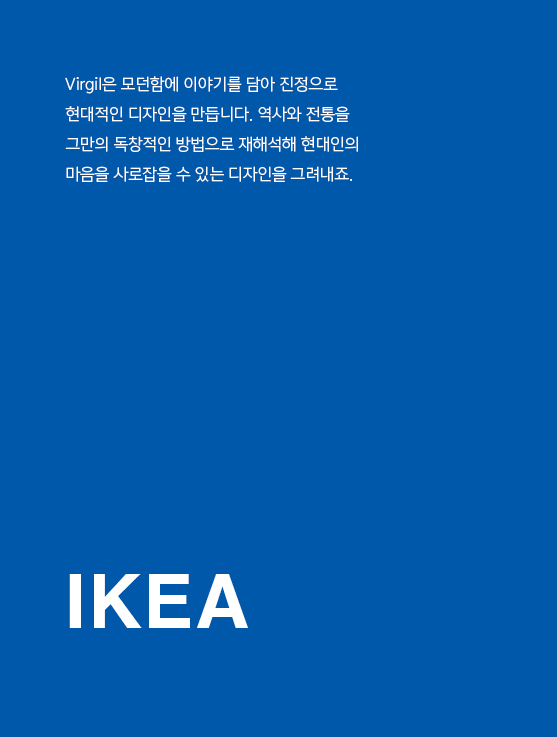 Virgil은 모던함에 이야기를 담아 진정으로
현대적인 디자인을 만듭니다. 역사와 전통을
그만의 독창적인 방법으로 재해석해 현대인의
마음을 사로잡을 수 있는 디자인을 그려내죠.
IKEA